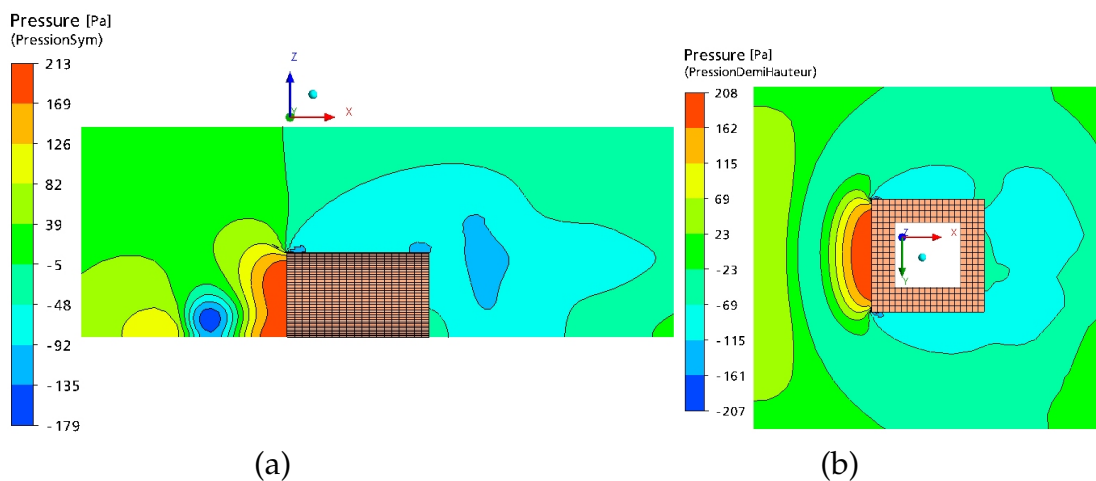 Pressure [Pa]
(PressionSym)
213
169
126
82
39
-5
-48
-92
-135
-179
Z
Y
X
(a)
Pressure [Pa]
(PressionDemiHauteur)
208
162
115
69
23
-23
-69
-115
-161
-207
Z
X
Y
(b)